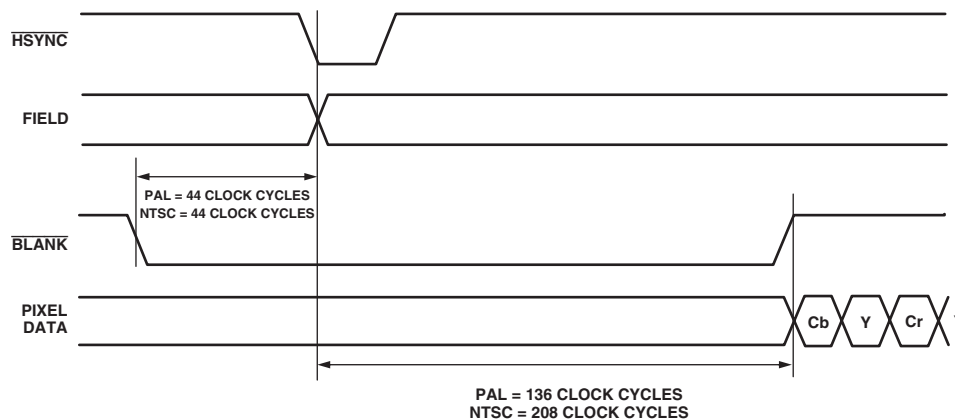 HSYNC
FIELD
PAL = 44 CLOCK CYCLES
NTSC = 44 CLOCK CYCLES
BLANK
PIXEL
DATA
Cb Y Cr
PAL = 136 CLOCK CYCLES
NTSC = 208 CLOCK CYCLES